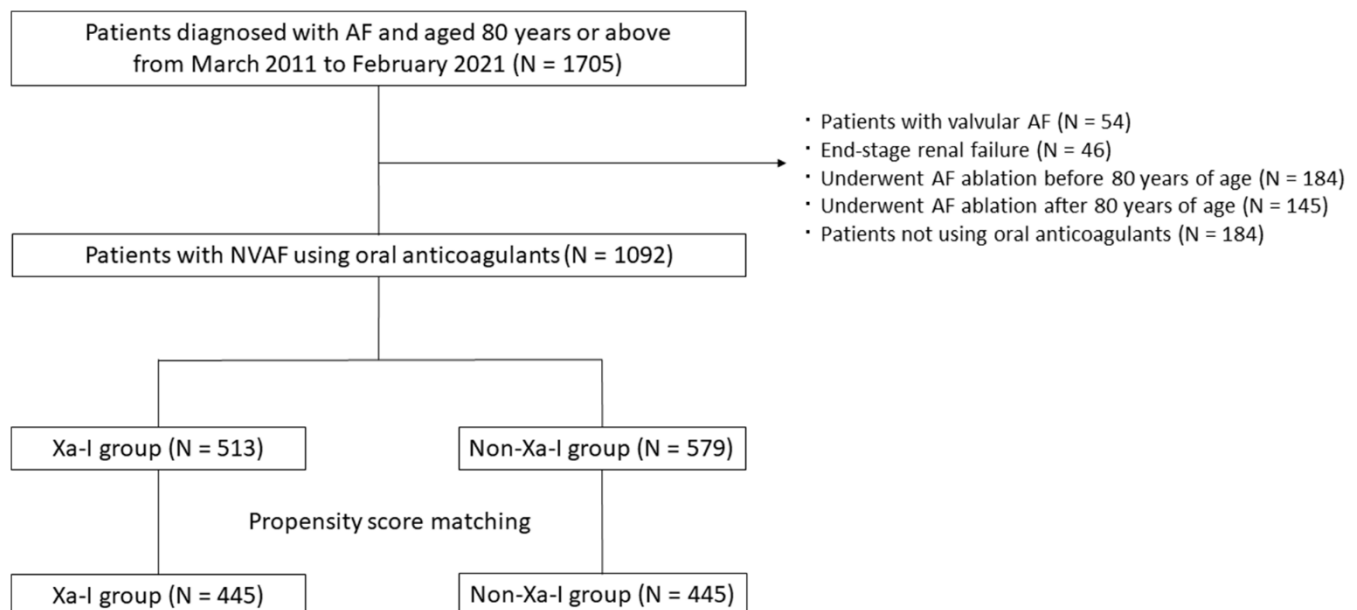 Patients diagnosed with AF and aged 80 years or above
from March 2011 to February 2021 (N = 1705)
・Patients with valvular AF (N = 54)
・End-stage renal failure (N = 46)
・Underwent AF ablation before 80 years of age (N = 184)
・Underwent AF ablation after 80 years of age (N = 145)
・Patients not using oral anticoagulants (N = 184)
Patients with NVAF using oral anticoagulants (N = 1092)
Xa-I group (N = 513)
Non-Xa-I group (N = 579)
Propensity score matching
Xa-I group (N = 445)
Non-Xa-I group (N = 445)